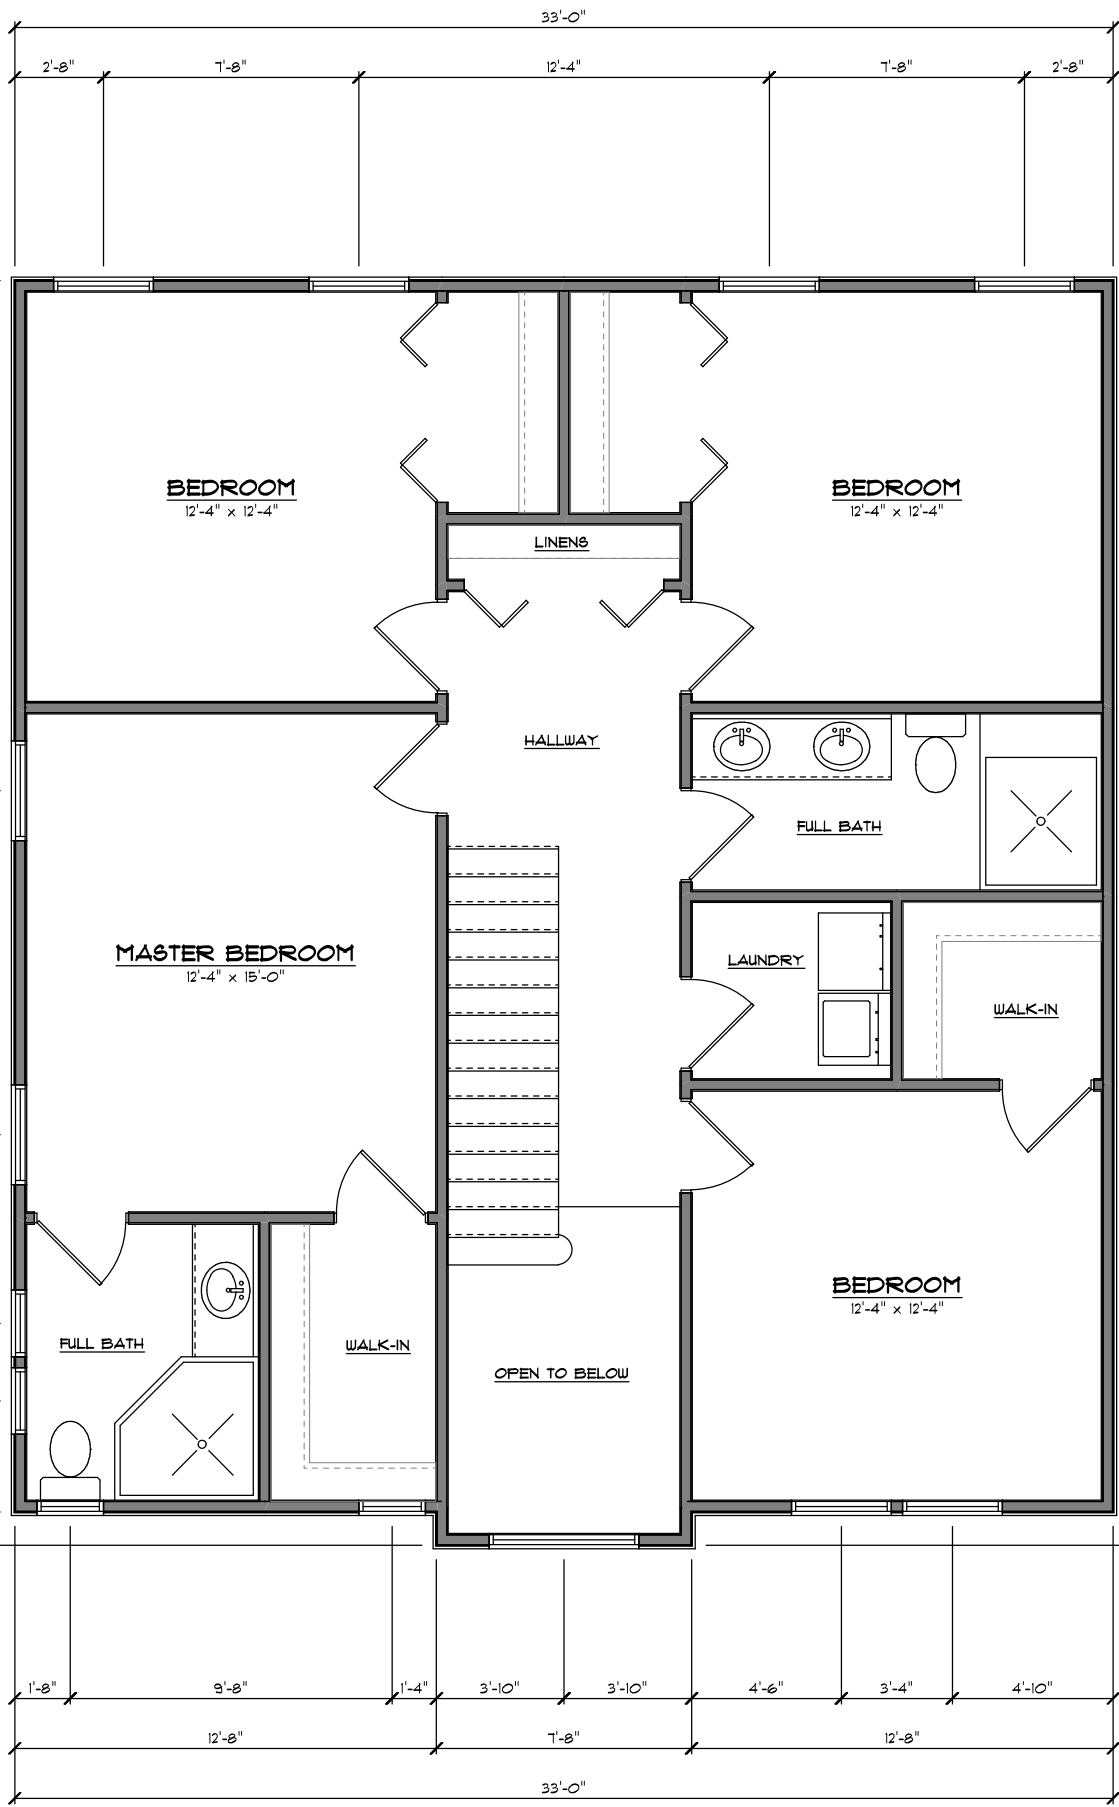 33'-0"
2'-8" 7'-8" 12'-4" 7'-8" 2'-8"
BEDROOM
12'-4" x 12'-4"
BEDROOM
12'-4" x 12'-4"
LINENS
HALLWAY
FULL BATH
MASTER BEDROOM
12'-4" x 15'-0"
LAUNDRY
WALK-IN
BEDROOM
12'-4" x 12'-4"
FULL BATH
WALK-IN
OPEN TO BELOW
1'-8" 9'-8" 1'-4" 3'-10" 3'-10" 4'-6" 3'-4" 4'-10"
12'-8" 7'-8" 12'-8"
33'-0"